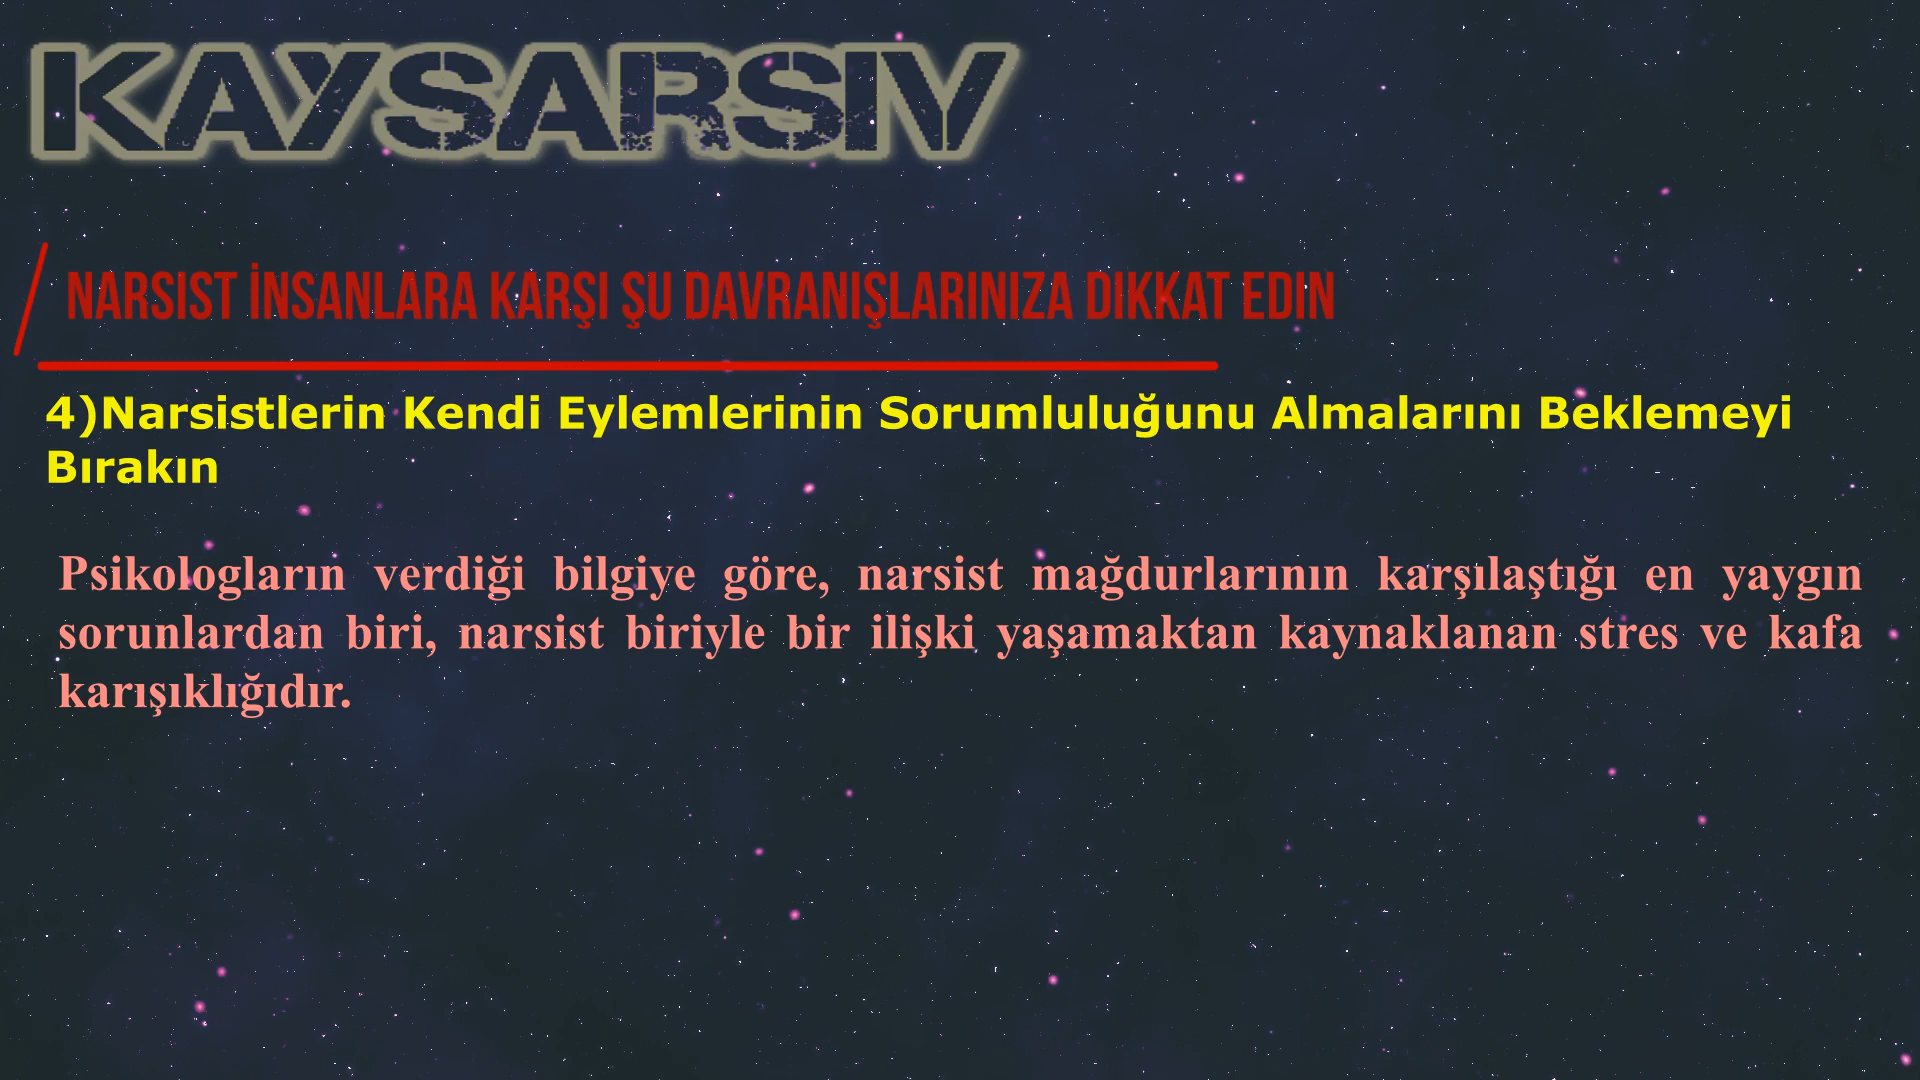 KAYSARSIV
NARSIST İNSANLARA KARŞI ŞU DAVRANIŞLARINIZA DIKKAT EDIN
4)Narsistlerin Kendi Eylemlerinin Sorumluluğunu Almalarını Beklemeyi
Bırakın
Psikologların verdiği bilgiye göre, narsist mağdurlarının karşılaştığı en yaygın
sorunlardan biri, narsist biriyle bir ilişki yaşamaktan kaynaklanan stres ve kafa
karışıklığıdır.